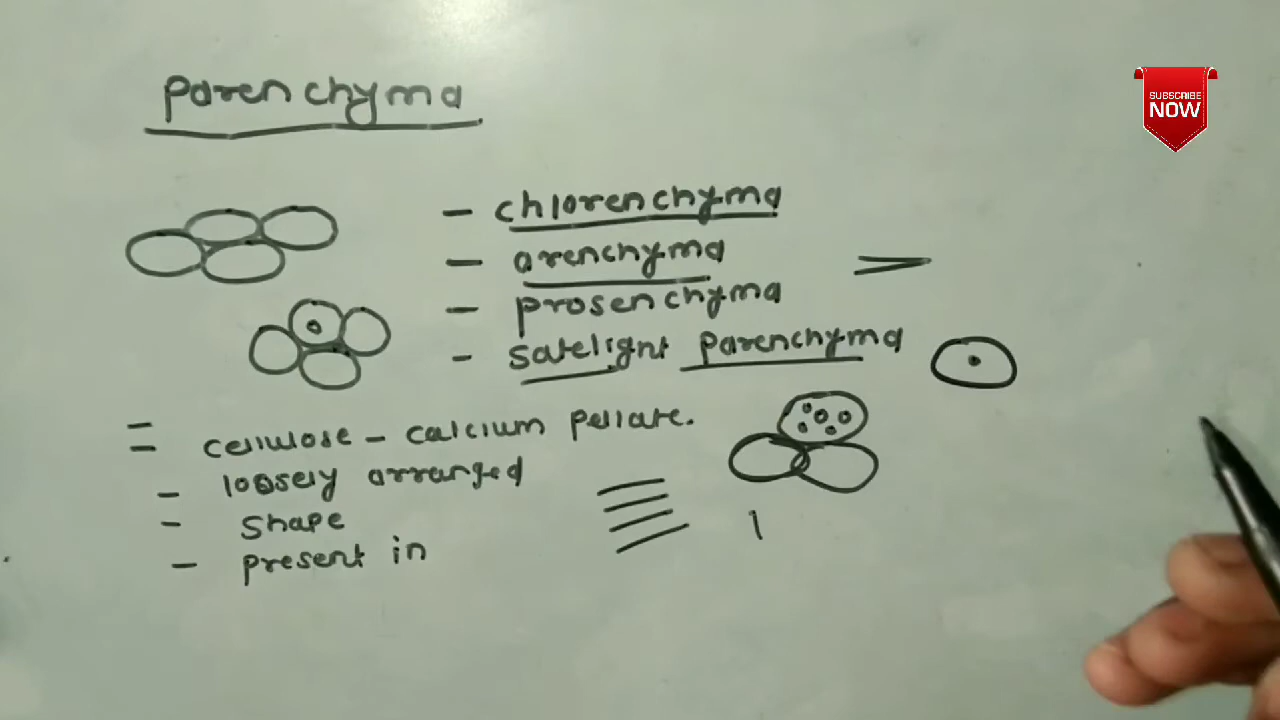 Parenchyma
SUBSCRIBE
NOW
- chlorenchyma
- arenchyma
- prosenchyma
- satelight parenchyma
= cellulose - calcium pellate.
- loosely arranged
- shape
- present in